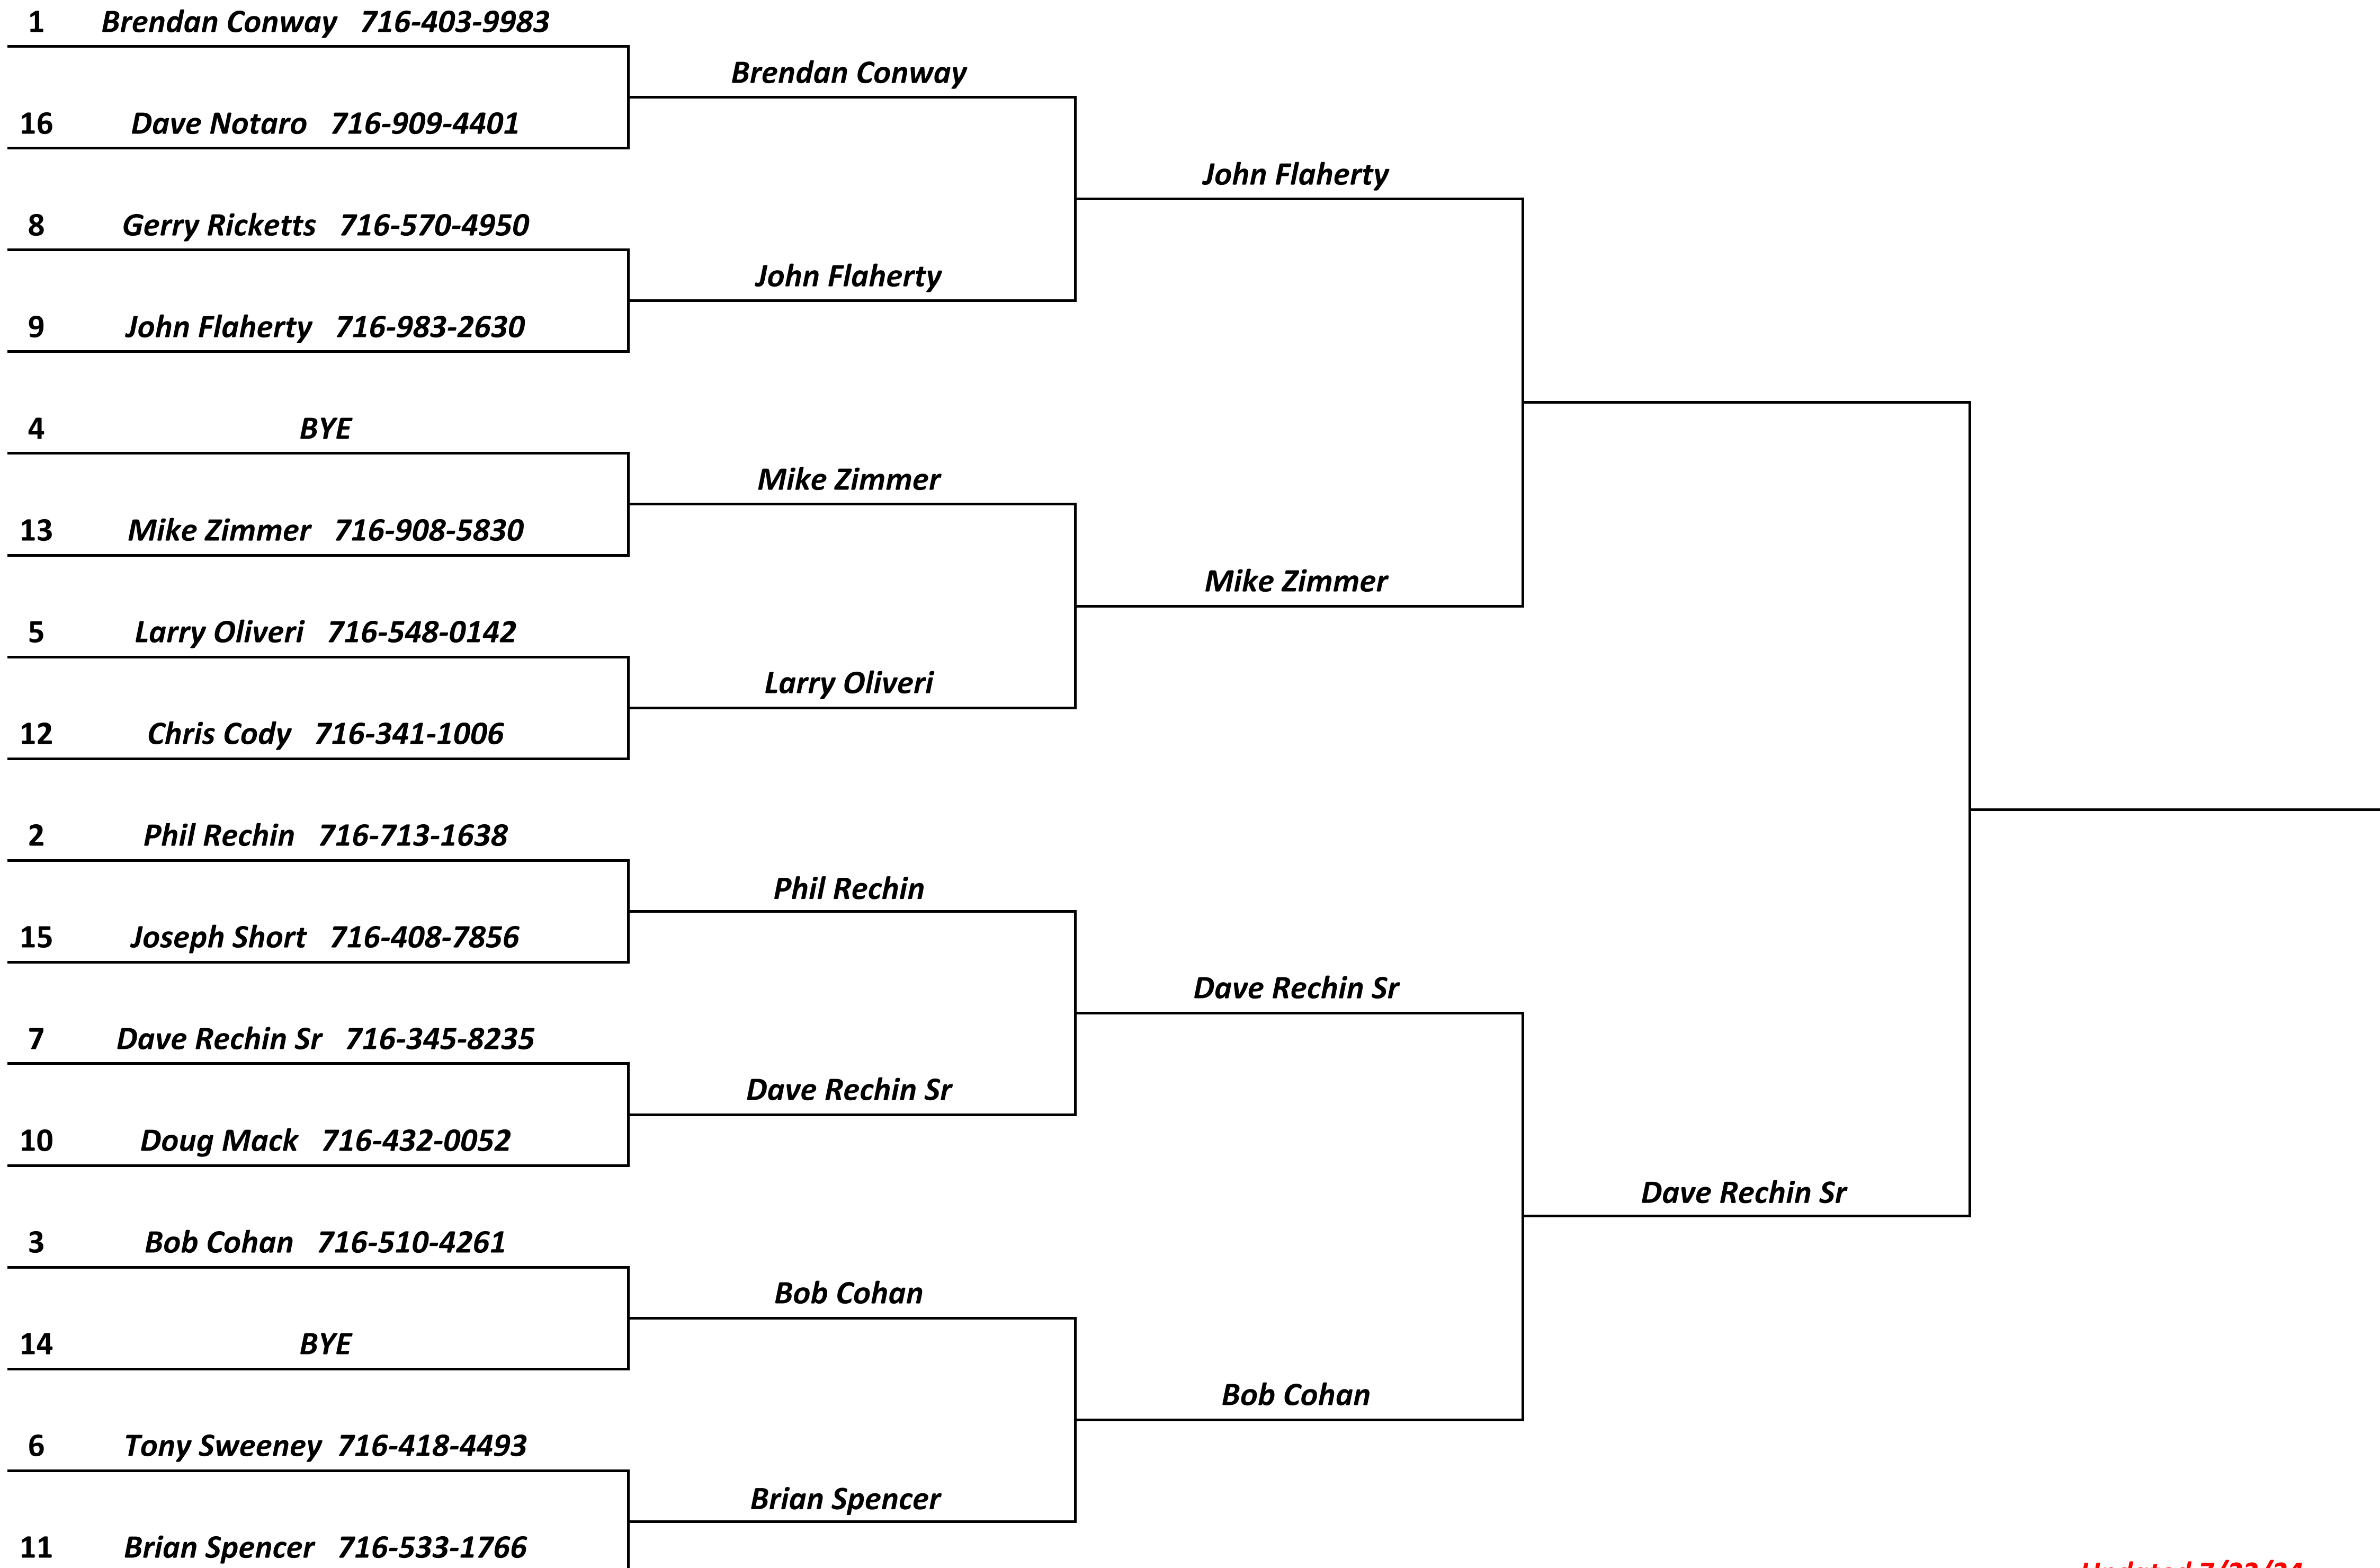 1 Brendan Conway 716-403-9983
Brendan Conway
16 Dave Notaro 716-909-4401
John Flaherty
8 Gerry Ricketts 716-570-4950
John Flaherty
9 John Flaherty 716-983-2630
4 BYE
Mike Zimmer
13 Mike Zimmer 716-908-5830
Mike Zimmer
5 Larry Oliveri 716-548-0142
Larry Oliveri
12 Chris Cody 716-341-1006
2 Phil Rechin 716-713-1638
Phil Rechin
15 Joseph Short 716-408-7856
Dave Rechin Sr
7 Dave Rechin Sr 716-345-8235
Dave Rechin Sr
10 Doug Mack 716-432-0052
Dave Rechin Sr
3 Bob Cohan 716-510-4261
Bob Cohan
14 BYE
Bob Cohan
6 Tony Sweeney 716-418-4493
Brian Spencer
11 Brian Spencer 716-533-1766